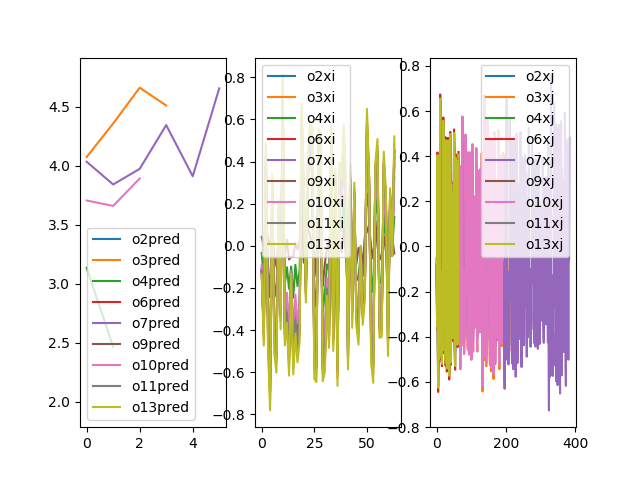 4.5
4.0
3.5
3.0
2.5
2.0
0
2
4
o2pred
o3pred
o4pred
o6pred
o7pred
o9pred
o10pred
o11pred
o13pred
0.8
0.6
0.4
0.2
0.0
−0.2
−0.4
−0.6
−0.8
0
25
50
o2xi
o3xi
o4xi
o6xi
o7xi
o9xi
o10xi
o11xi
o13xi
0.8
0.6
0.4
0.2
0.0
−0.2
−0.4
−0.6
−0.8
0
200
400
o2xj
o3xj
o4xj
o6xj
o7xj
o9xj
o10xj
o11xj
o13xj